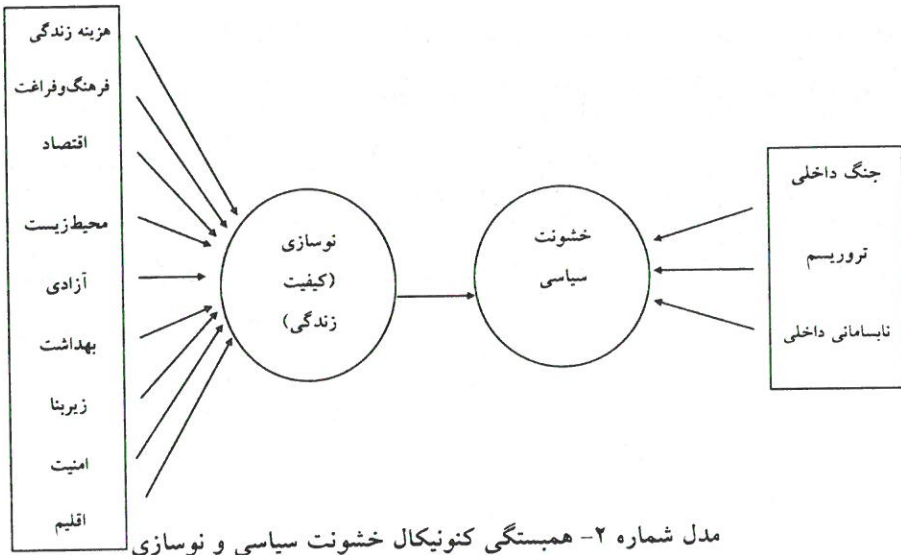 هزینه زندگی
فرهنگ‌وفراغت
اقتصاد
محیط‌زیست
آزادی
بهداشت
زیربنا
امنیت
اقلیم
نوسازی
(کیفیت
زندگی)
خشونت
سیاسی
جنگ داخلی
تروریسم
نابسامانی داخلی
مدل شماره ۲- همبستگی کنونیکال خشونت سیاسی و نوسازی